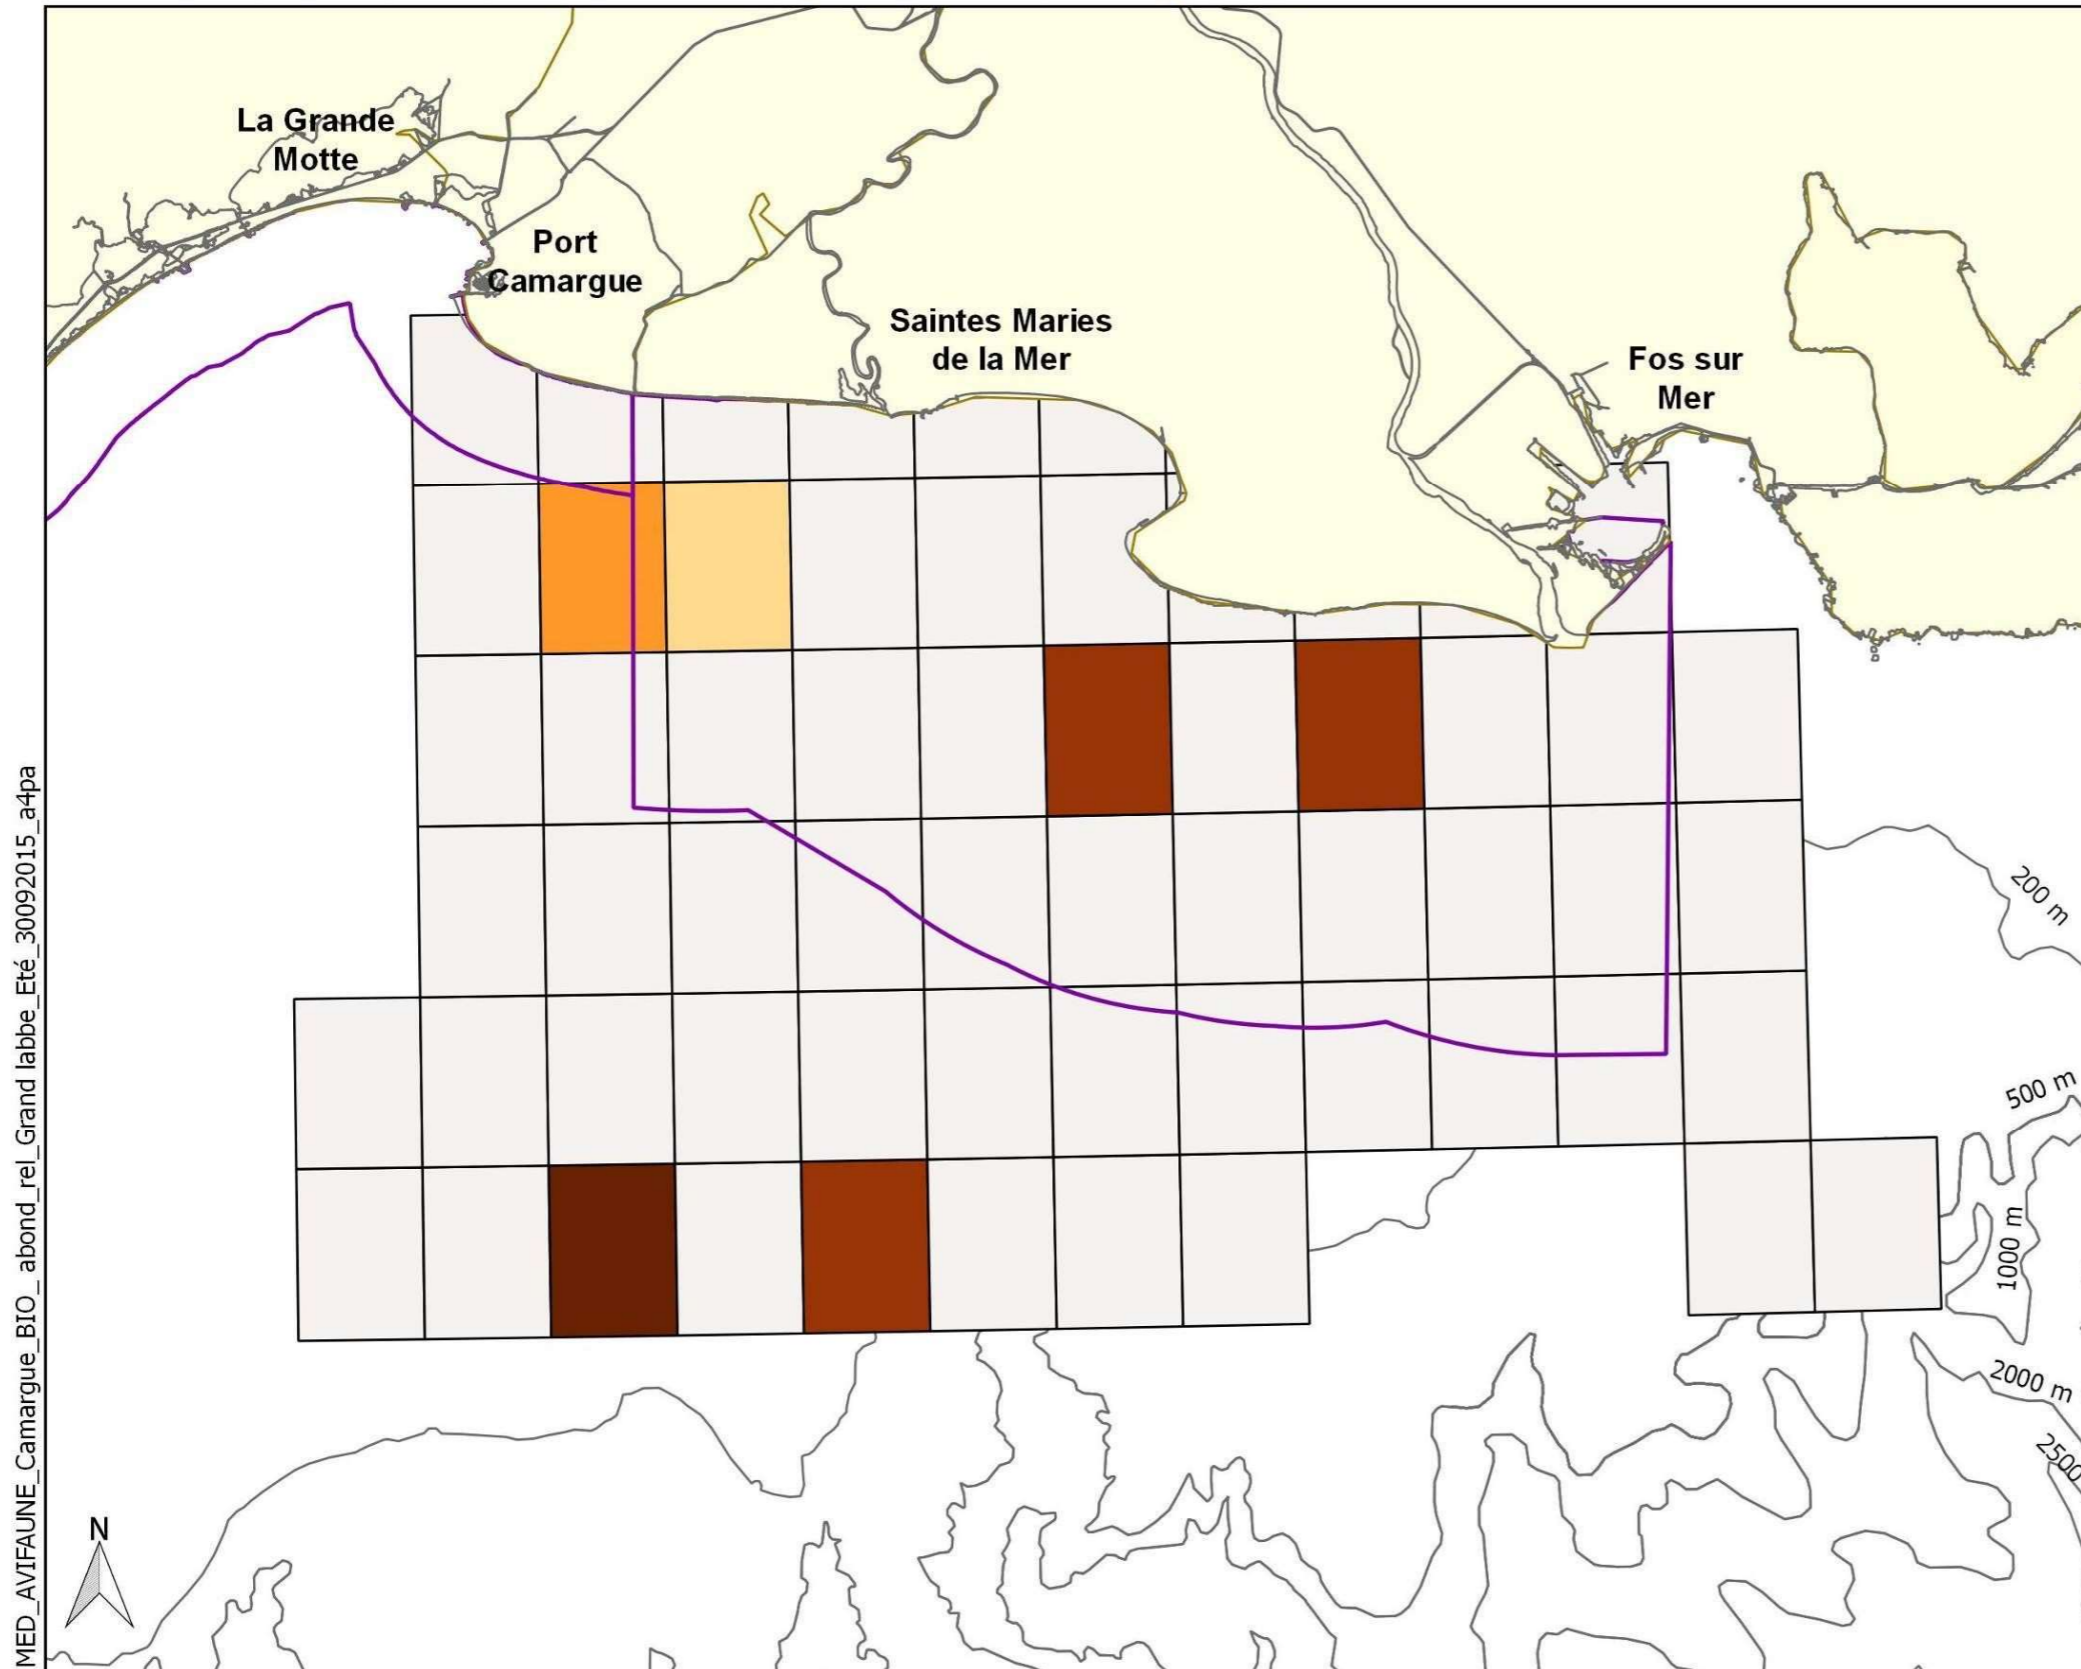 La Grande
Motte
Port
Camargue
Saintes Maries
de la Mer
Fos sur
Mer
200 m
500 m
1000 m
2000 m
2500
N
MED_AVIFAUNE_Camargue_BIO_ abond_rel_Grand labbe_Eté_30092015_a4pa